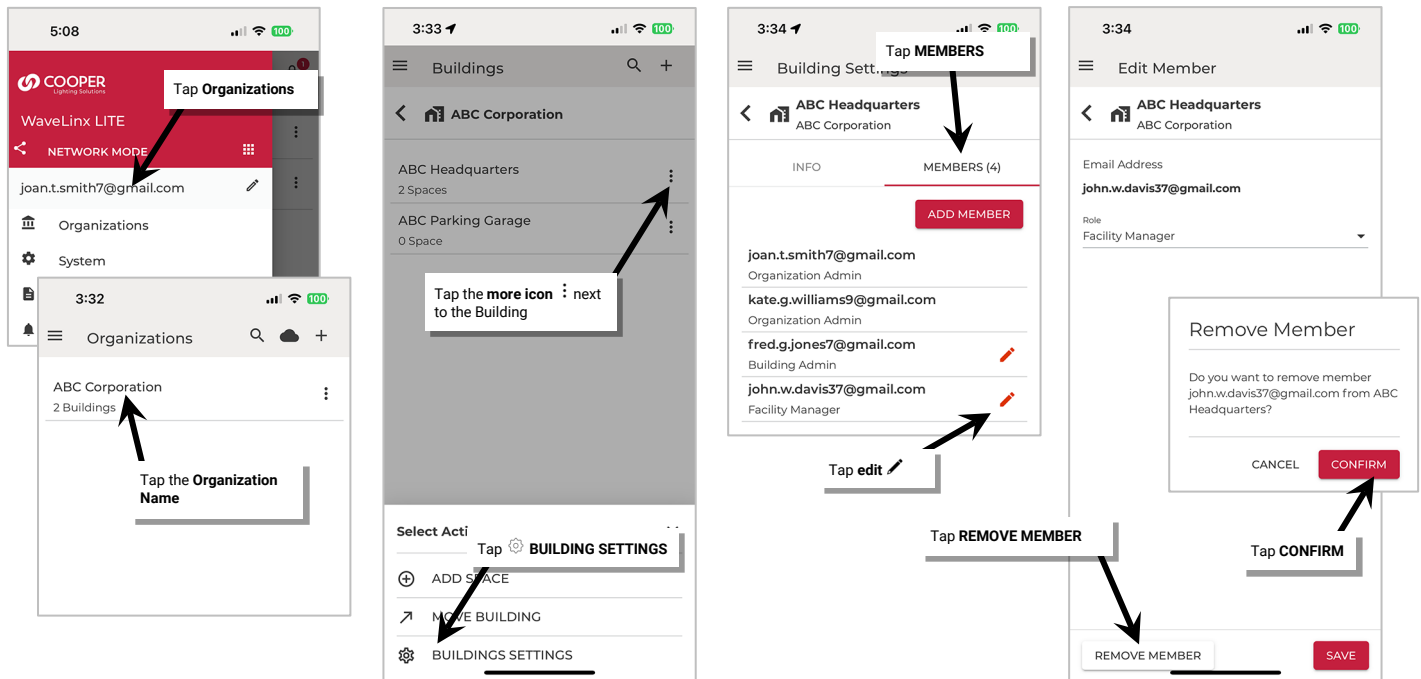 5:08
100
COOPER
Lighting Solutions
1
Tap Organizations
WaveLinx LITE
NETWORK MODE
joan.t.smith7@gmail.com
Organizations
System
3:32
100
Organizations
ABC Corporation
2 Buildings
Tap the Organization
Name
3:33
100
Buildings
ABC Corporation
ABC Headquarters
2 Spaces
ABC Parking Garage
0 Space
Tap the more icon ⋮ next
to the Building
Select Acti
Tap BUILDING SETTINGS
ADD SPACE
MOVE BUILDING
BUILDINGS SETTINGS
3:34
100
Tap MEMBERS
Building Settings
ABC Headquarters
ABC Corporation
INFO
MEMBERS (4)
ADD MEMBER
joan.t.smith7@gmail.com
Organization Admin
kate.g.williams9@gmail.com
Organization Admin
fred.g.jones7@gmail.com
Building Admin
john.w.davis37@gmail.com
Facility Manager
Tap edit
3:34
100
Edit Member
ABC Headquarters
ABC Corporation
Email Address
john.w.davis37@gmail.com
Role
Facility Manager
Remove Member
Do you want to remove member
john.w.davis37@gmail.com from ABC
Headquarters?
CANCEL
CONFIRM
Tap REMOVE MEMBER
Tap CONFIRM
REMOVE MEMBER
SAVE